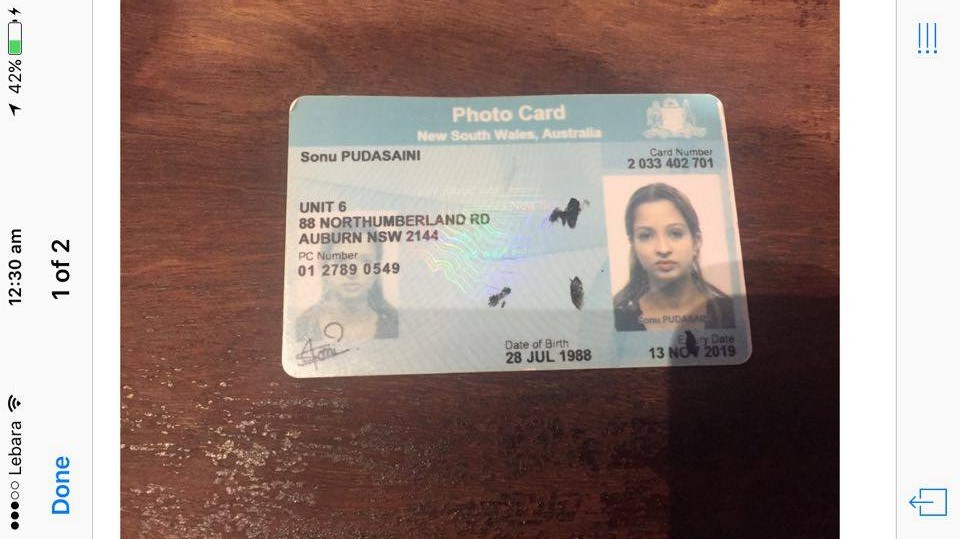 42%
12:30 am
Lebara
1 of 2
Done
Photo Card
New South Wales, Australia
Sonu PUDASAINI
Card Number
2 033 402 701
UNIT 6
88 NORTHUMBERLAND RD
AUBURN NSW 2144
PC Number
01 2789 0549
Sonu
Date of Birth
28 JUL 1988
Date
13 NOV 2019